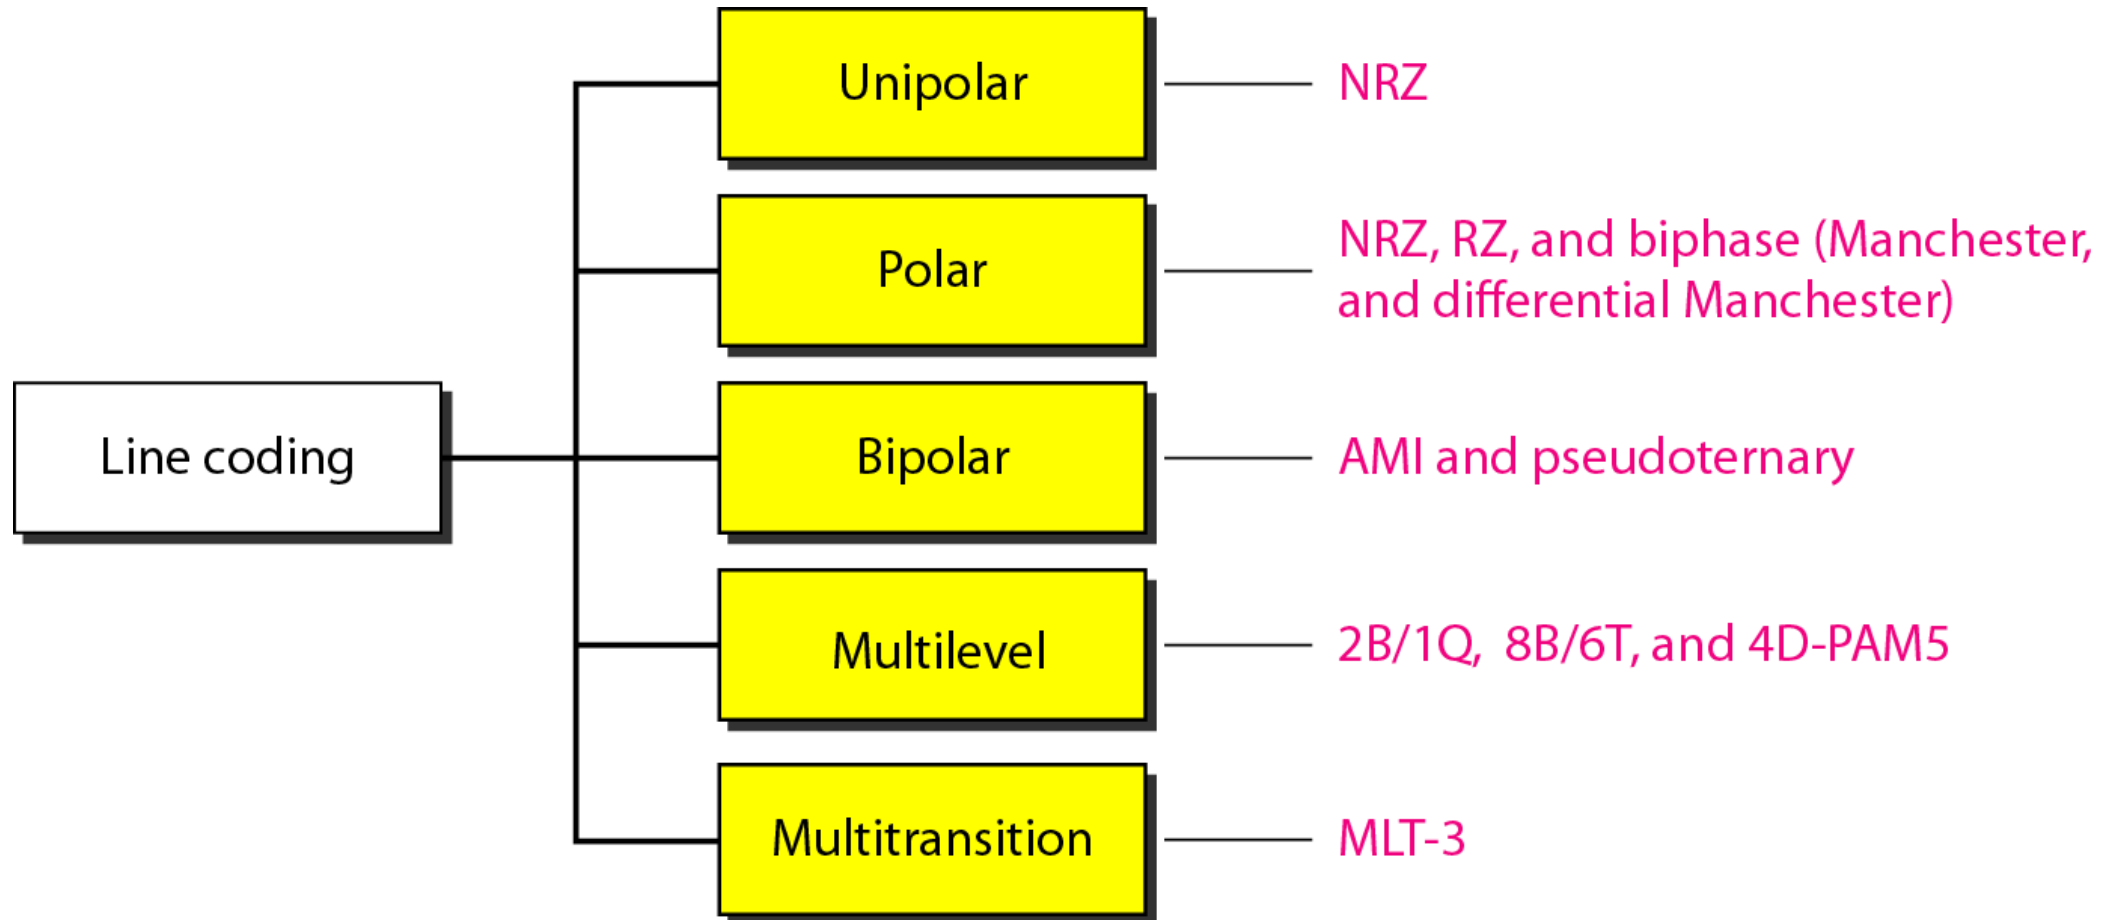 Unipolar
NRZ
Polar
NRZ, RZ, and biphase (Manchester,
and differential Manchester)
Line coding
Bipolar
AMI and pseudoternary
Multilevel
2B/1Q, 8B/6T, and 4D-PAM5
Multitransition
MLT-3